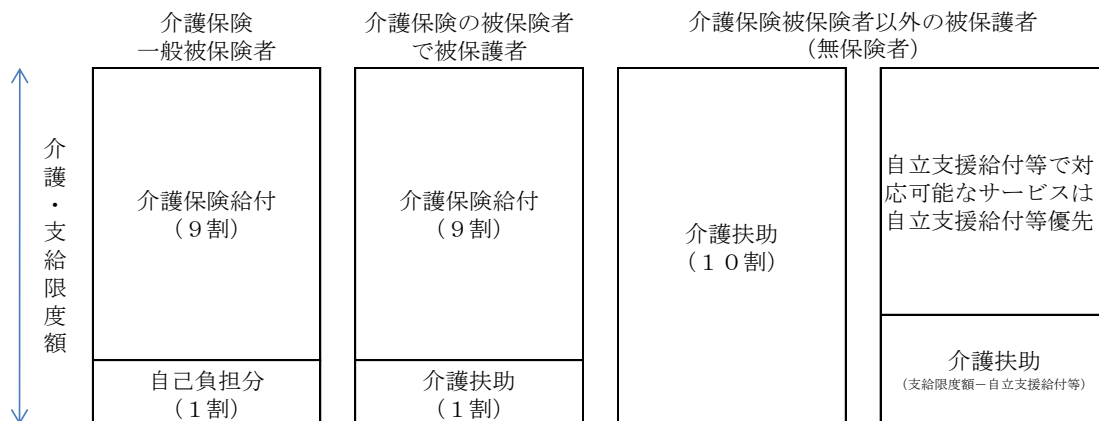 介護保険
一般被保険者
介護保険の被保険者
で被保護者
介護保険被保険者以外の被保護者
(無保険者)
介護・支給限度額
介護保険給付
(９割)
自己負担分
(１割)
介護保険給付
(９割)
介護扶助
(１割)
介護扶助
(１０割)
自立支援給付等で対
応可能なサービスは
自立支援給付等優先
介護扶助
(支給限度額－自立支援給付等)